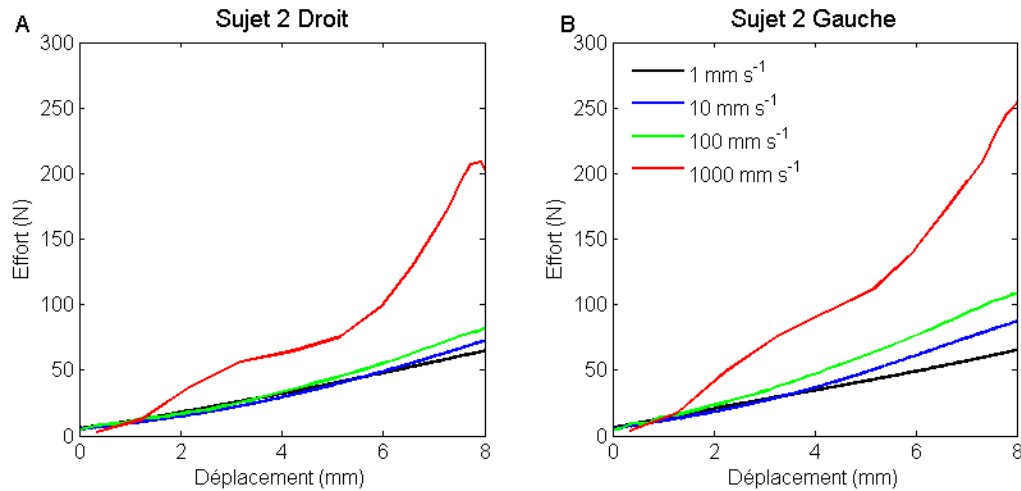 A
Sujet 2 Droit
300
250
200
150
100
50
0
Effort (N)
0 2 4 6 8
Déplacement (mm)
B
Sujet 2 Gauche
300
250
200
150
100
50
0
Effort (N)
1 mm s⁻¹
10 mm s⁻¹
100 mm s⁻¹
1000 mm s⁻¹
0 2 4 6 8
Déplacement (mm)